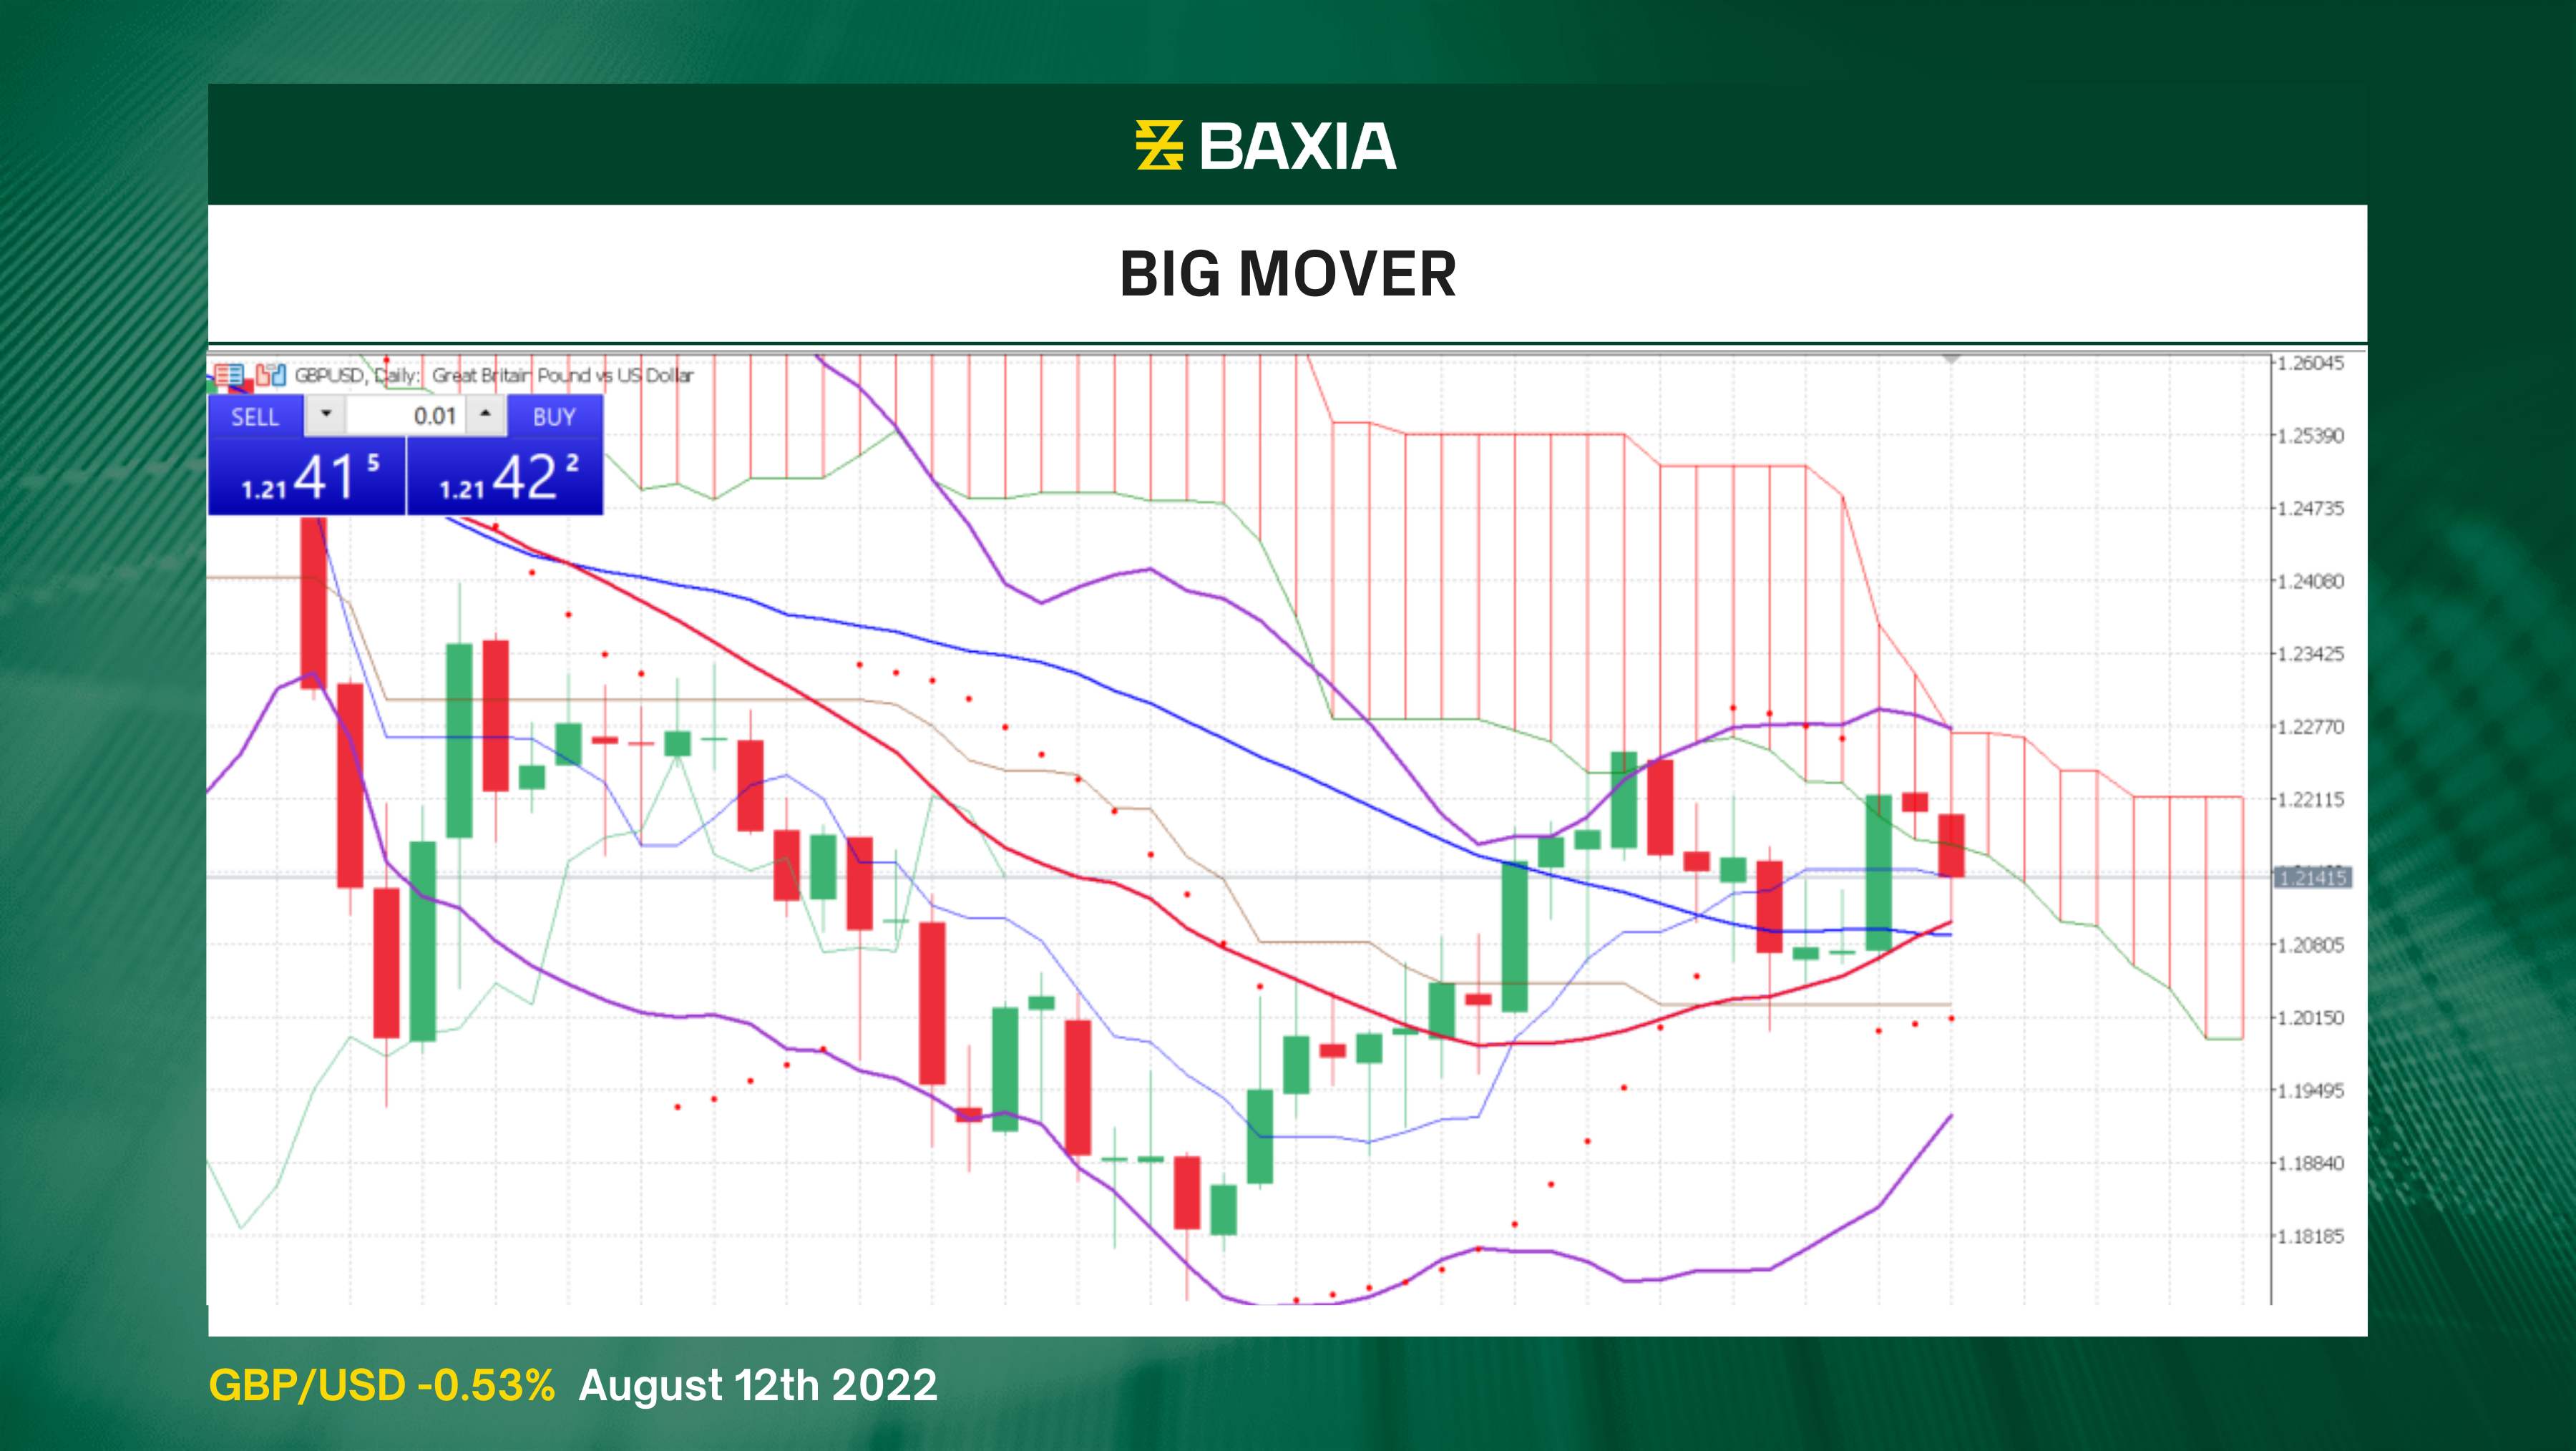 BAXIA
BIG MOVER
GBPUSD, Daily: Great Britain Pound vs US Dollar
SELL 0.01 BUY
1.21 41 5 1.21 42 2
1.26045
1.25390
1.24735
1.24080
1.23425
1.22770
1.22115
1.21415
1.20805
1.20150
1.19495
1.18840
1.18185
GBP/USD -0.53% August 12th 2022